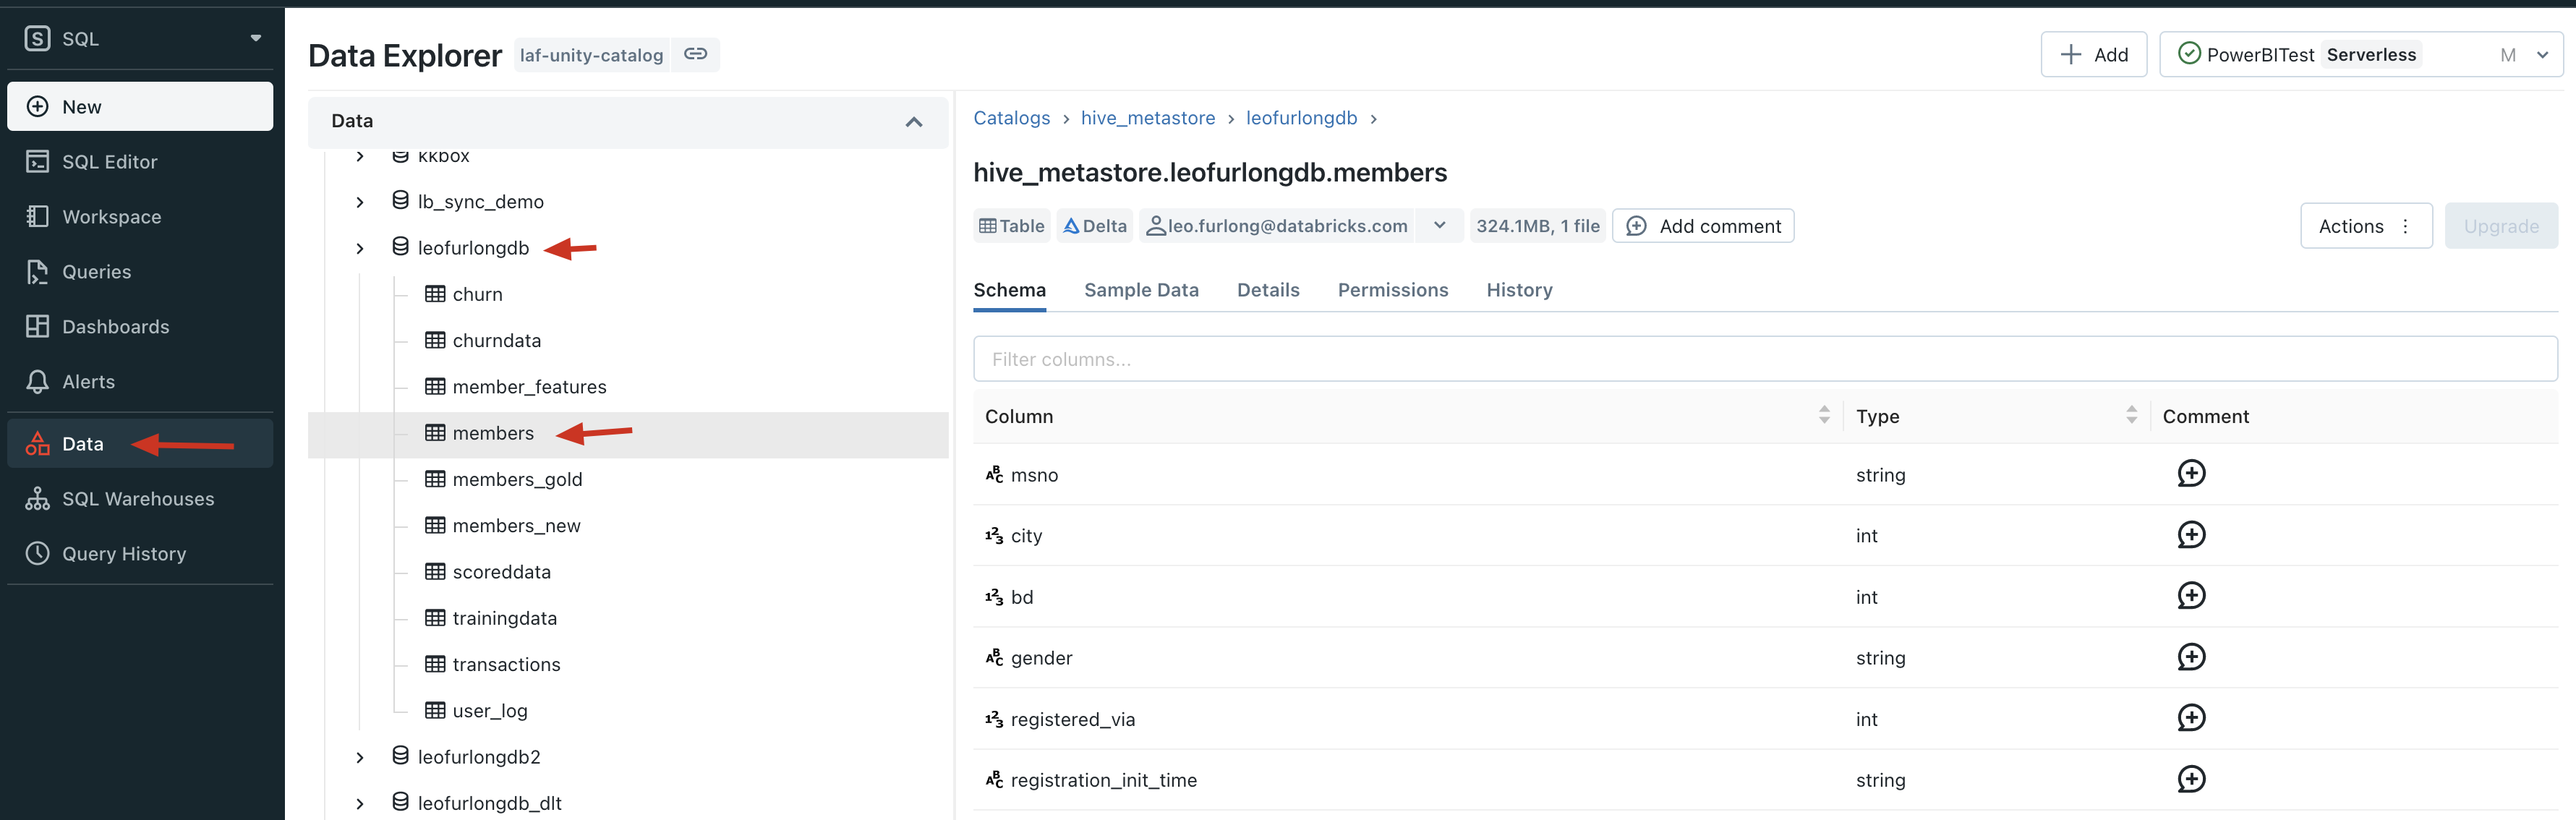 SQL
New
SQL Editor
Workspace
Queries
Dashboards
Alerts
Data
SQL Warehouses
Query History
Data Explorer laf-unity-catalog
Add
PowerBITest Serverless M
Data
kkbox
lb_sync_demo
leofurlongdb
churn
churndata
member_features
members
members_gold
members_new
scoreddata
trainingdata
transactions
user_log
leofurlongdb2
leofurlongdb_dlt
Catalogs > hive_metastore > leofurlongdb >
hive_metastore.leofurlongdb.members
Table Delta leo.furlong@databricks.com 324.1MB, 1 file Add comment
Actions Upgrade
Schema Sample Data Details Permissions History
Filter columns...
Column Type Comment
msno string
city int
bd int
gender string
registered_via int
registration_init_time string